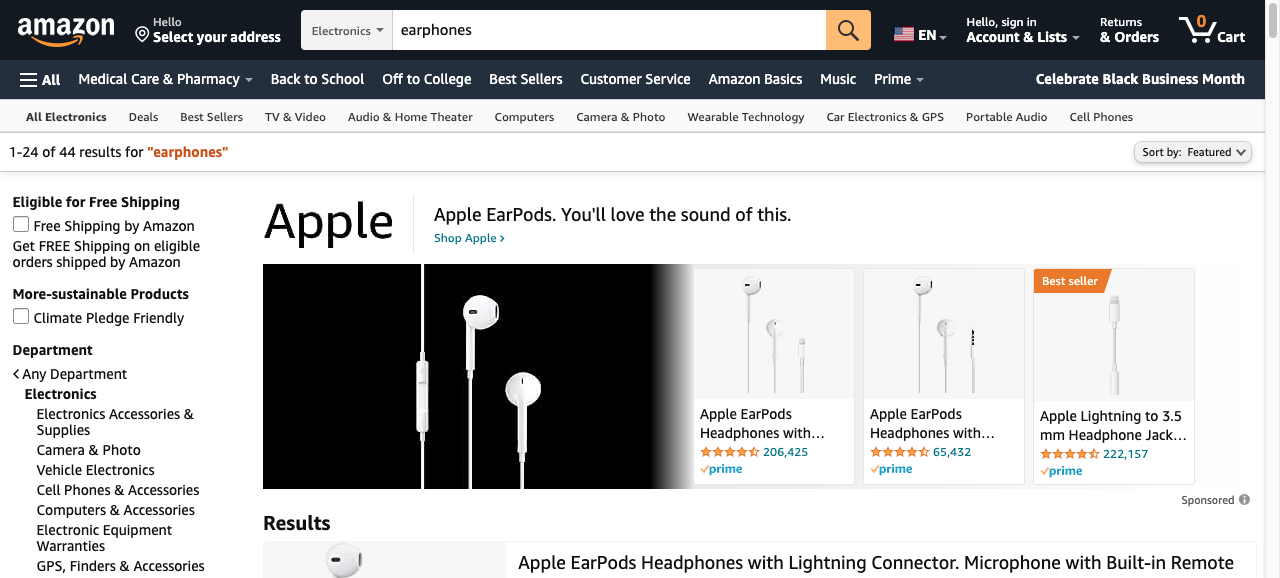 amazon
Hello
Select your address
Electronics
earphones
EN
Hello, sign in
Account & Lists
Returns
& Orders
0
Cart
All
Medical Care & Pharmacy
Back to School
Off to College
Best Sellers
Customer Service
Amazon Basics
Music
Prime
Celebrate Black Business Month
All Electronics
Deals
Best Sellers
TV & Video
Audio & Home Theater
Computers
Camera & Photo
Wearable Technology
Car Electronics & GPS
Portable Audio
Cell Phones
1-24 of 44 results for "earphones"
Sort by: Featured
Eligible for Free Shipping
Free Shipping by Amazon
Get FREE Shipping on eligible
orders shipped by Amazon
More-sustainable Products
Climate Pledge Friendly
Department
Any Department
Electronics
Electronics Accessories &
Supplies
Camera & Photo
Vehicle Electronics
Cell Phones & Accessories
Computers & Accessories
Electronic Equipment
Warranties
GPS, Finders & Accessories
Apple
Apple EarPods. You'll love the sound of this.
Shop Apple ›
Apple EarPods
Headphones with…
206,425
prime
Apple EarPods
Headphones with…
65,432
prime
Best seller
Apple Lightning to 3.5
mm Headphone Jack…
222,157
prime
Sponsored
Results
Apple EarPods Headphones with Lightning Connector. Microphone with Built-in Remote